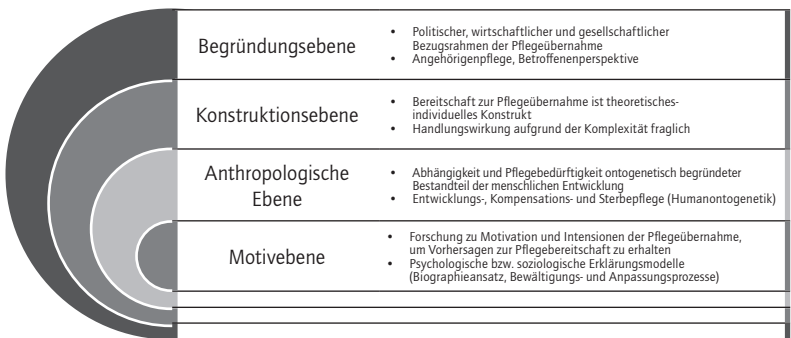 Begründungsebene
• Politischer, wirtschaftlicher und gesellschaftlicher
Bezugsrahmen der Pflegeübernahme
• Angehörigenpflege, Betroffenenperspektive
Konstruktionsebene
• Bereitschaft zur Pflegeübernahme ist theoretisches-
individuelles Konstrukt
• Handlungswirkung aufgrund der Komplexität fraglich
Anthropologische
Ebene
• Abhängigkeit und Pflegebedürftigkeit ontogenetisch begründeter
Bestandteil der menschlichen Entwicklung
• Entwicklungs-, Kompensations- und Sterbepflege (Humanontogenetik)
Motivebene
• Forschung zu Motivation und Intensionen der Pflegeübernahme,
um Vorhersagen zur Pflegebereitschaft zu erhalten
• Psychologische bzw. soziologische Erklärungsmodelle
(Biographieansatz, Bewältigungs- und Anpassungsprozesse)